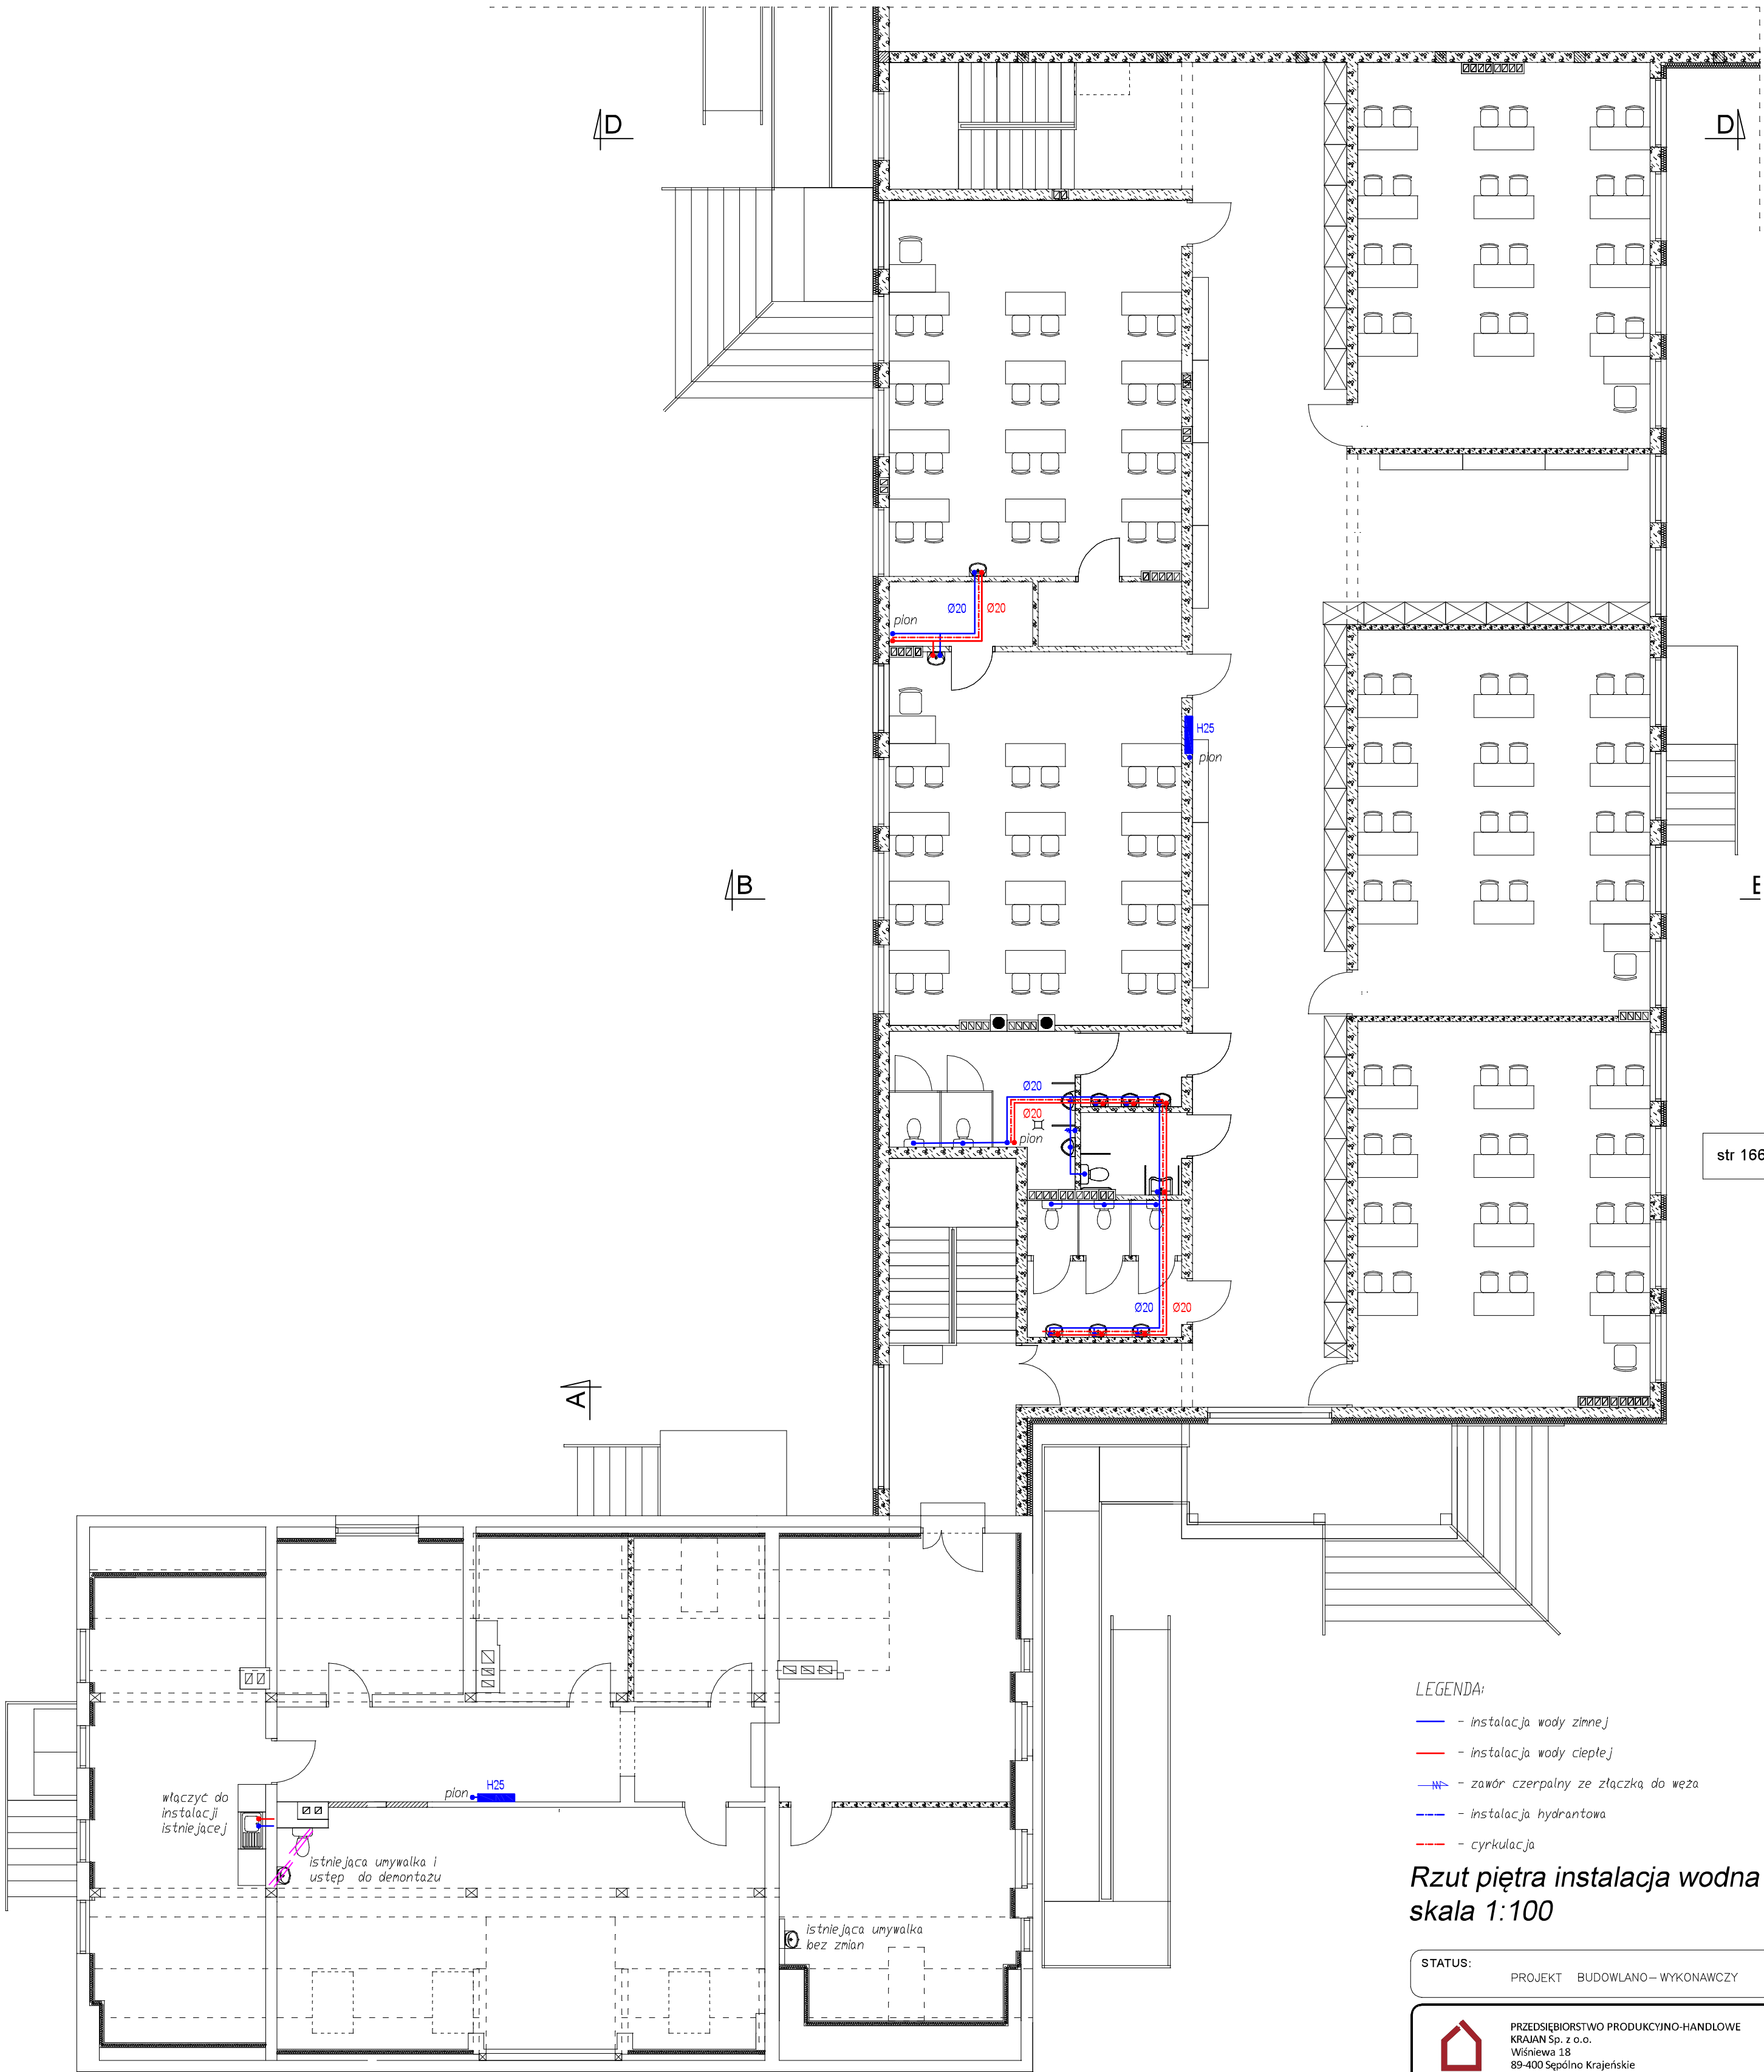 D
D
Ø20
Ø20
pion
H25
pion
B
E
Ø20
Ø20
pion
str 166
Ø20
Ø20
A
LEGENDA:
- instalacja wody zimnej
- instalacja wody ciepłej
- zawór czerpalny ze złączką do węża
- instalacja hydrantowa
- cyrkulacja
włączyć do
instalacji
istniejącej
pion
H25
istniejąca umywalka i
ustęp do demontażu
istniejąca umywalka
bez zmian
Rzut piętra instalacja wodna
skala 1:100
STATUS:
PROJEKT BUDOWLANO-WYKONAWCZY
PRZEDSIĘBIORSTWO PRODUKCYJNO-HANDLOWE
KRAJAN Sp. z o.o.
Wiśniewa 18
89-400 Sępólno Krajeńskie